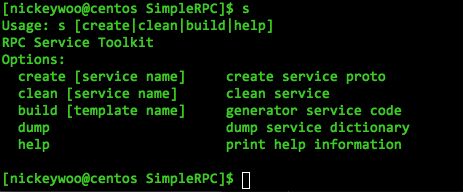 [nickeywoo@centos SimpleRPC]$ s
Usage: s [create|clean|build|help]
RPC Service Toolkit
Options:
create [service name] create service proto
clean [service name] clean service
build [template name] generator service code
dump dump service dictionary
help print help information
[nickeywoo@centos SimpleRPC]$